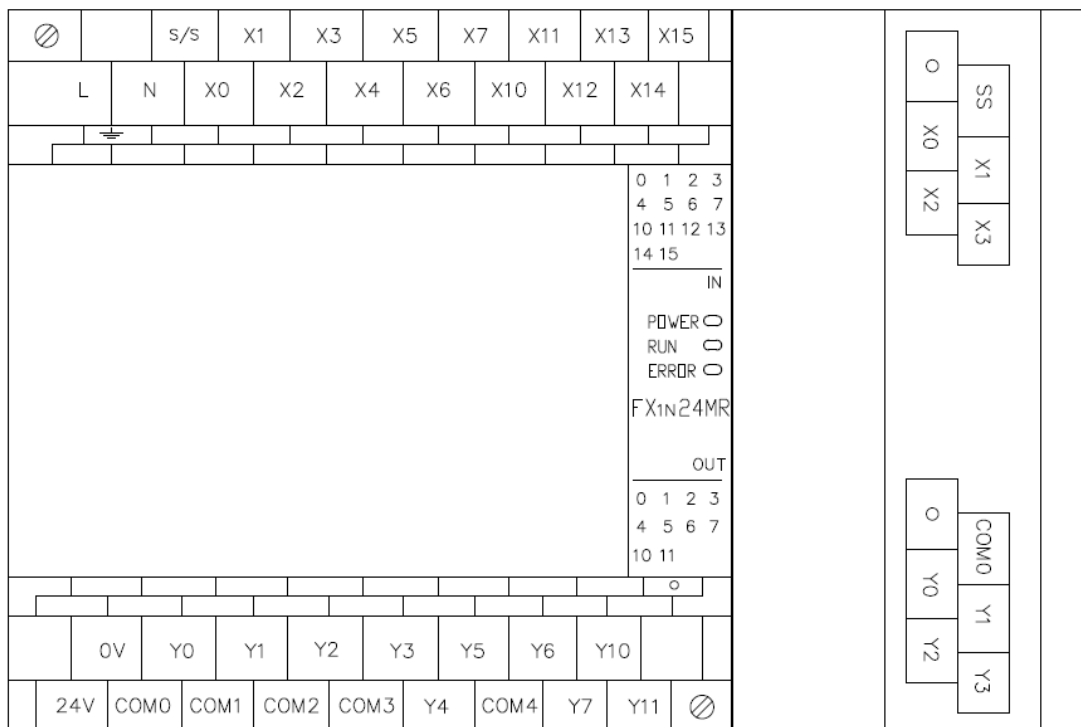 S/S X1 X3 X5 X7 X11 X13 X15
L N X0 X2 X4 X6 X10 X12 X14
0 1 2 3
4 5 6 7
10 11 12 13
14 15
IN
POWER
RUN
ERROR
FX1N24MR
OUT
0 1 2 3
4 5 6 7
10 11
0V Y0 Y1 Y2 Y3 Y5 Y6 Y10
24V COM0 COM1 COM2 COM3 Y4 COM4 Y7 Y11
SS X1 X3
X0 X2
COM0 Y1 Y3
Y0 Y2